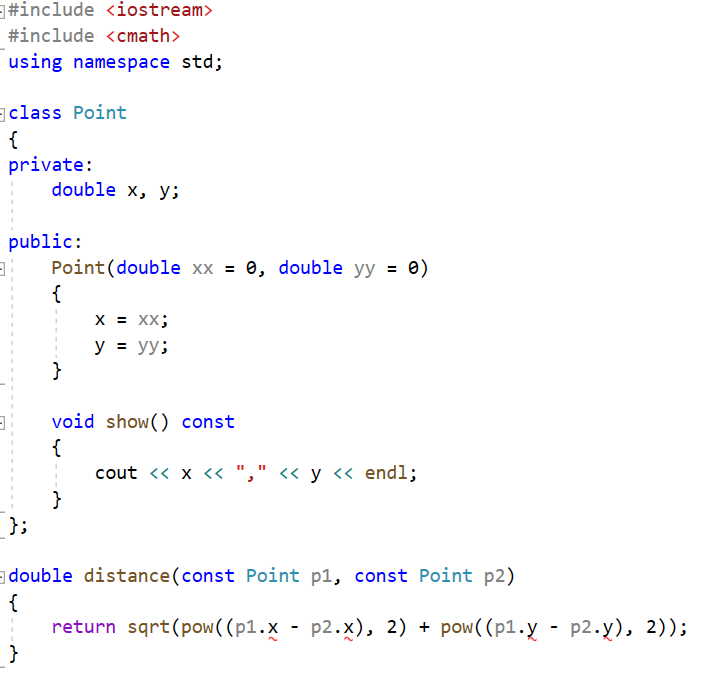 #include <iostream>
#include <cmath>
using namespace std;
class Point
{
private:
    double x, y;
public:
    Point(double xx = 0, double yy = 0)
    {
        x = xx;
        y = yy;
    }
    void show() const
    {
        cout << x << "," << y << endl;
    }
};
double distance(const Point p1, const Point p2)
{
    return sqrt(pow((p1.x - p2.x), 2) + pow((p1.y - p2.y), 2));
}